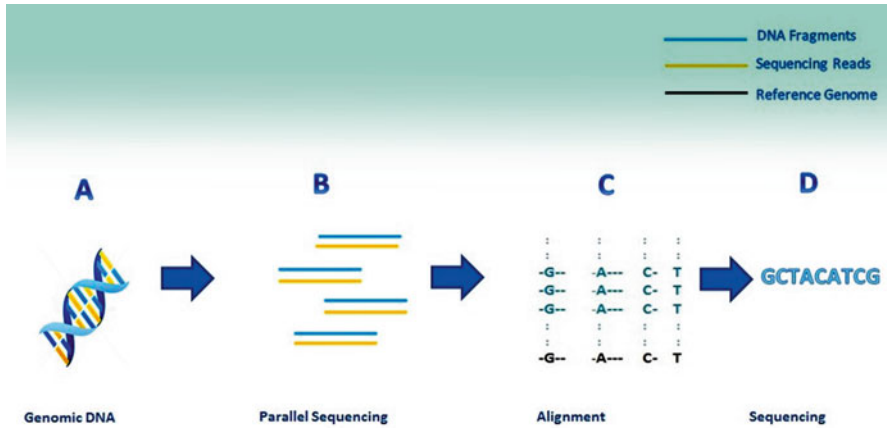 DNA Fragments
Sequencing Reads
Reference Genome
A
B
C
D
: : : :
: : : :
-G-- -A--- C- T
-G-- -A--- C- T
-G-- -A--- C- T
: : : :
: : : :
-G-- -A--- C- T
GCTACATCG
Genomic DNA
Parallel Sequencing
Alignment
Sequencing